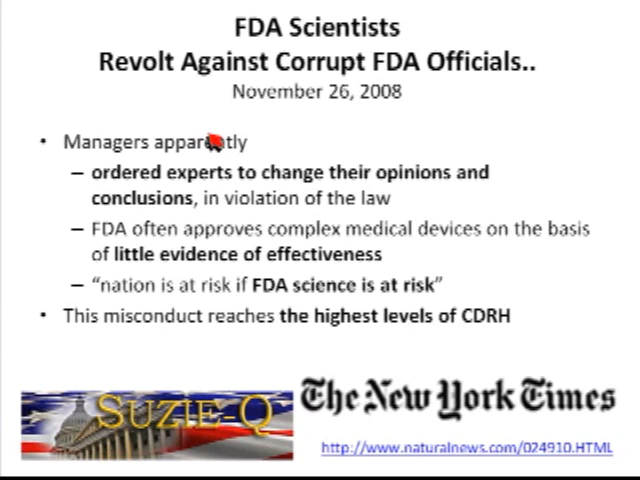 FDA Scientists
Revolt Against Corrupt FDA Officials..
November 26, 2008
• Managers apparently
– ordered experts to change their opinions and
conclusions, in violation of the law
– FDA often approves complex medical devices on the basis
of little evidence of effectiveness
– “nation is at risk if FDA science is at risk”
• This misconduct reaches the highest levels of CDRH
SUZIE-Q
The New York Times
http://www.naturalnews.com/024910.HTML